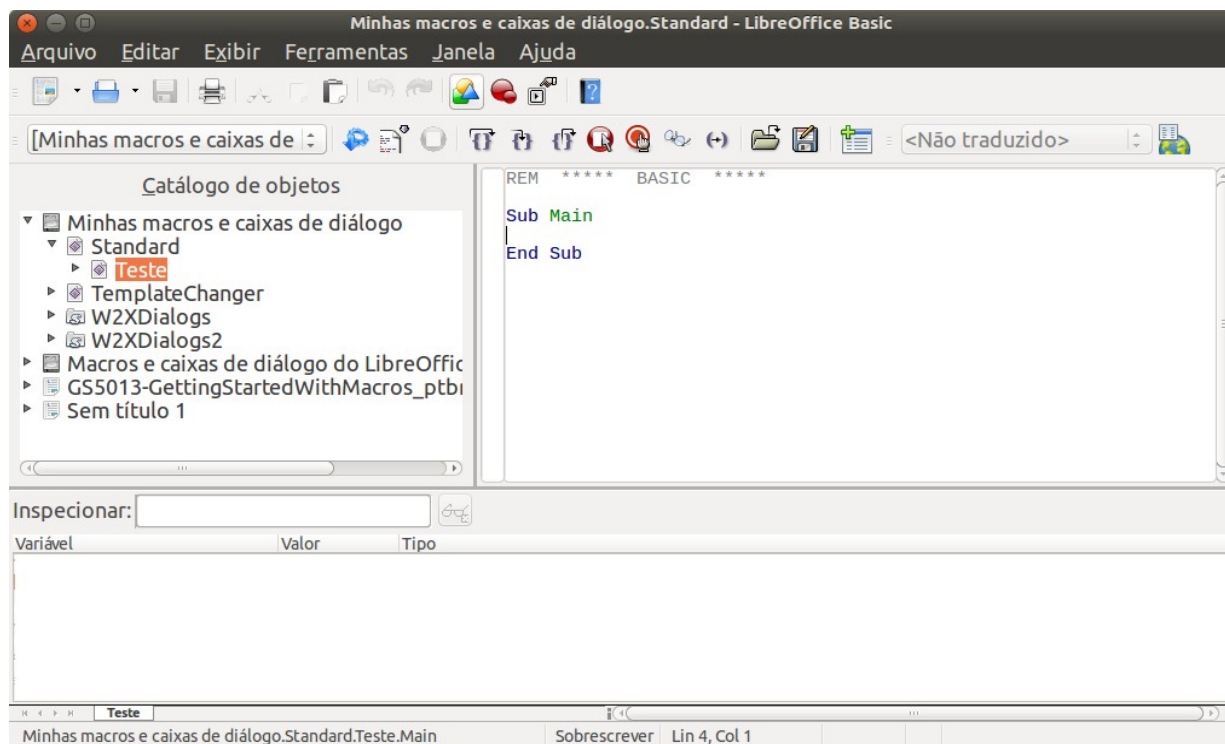 Minhas macros e caixas de diálogo.Standard - LibreOffice Basic
Arquivo Editar Exibir Ferramentas Janela Ajuda
[Minhas macros e caixas de
<Não traduzido>
Catálogo de objetos
Minhas macros e caixas de diálogo
Standard
Teste
TemplateChanger
W2XDialogs
W2XDialogs2
Macros e caixas de diálogo do LibreOffic
GS5013-GettingStartedWithMacros_ptbr
Sem título 1
REM ***** BASIC *****
Sub Main
End Sub
Inspecionar:
Variável Valor Tipo
Teste
Minhas macros e caixas de diálogo.Standard.Teste.Main Sobrescrever Lin 4, Col 1